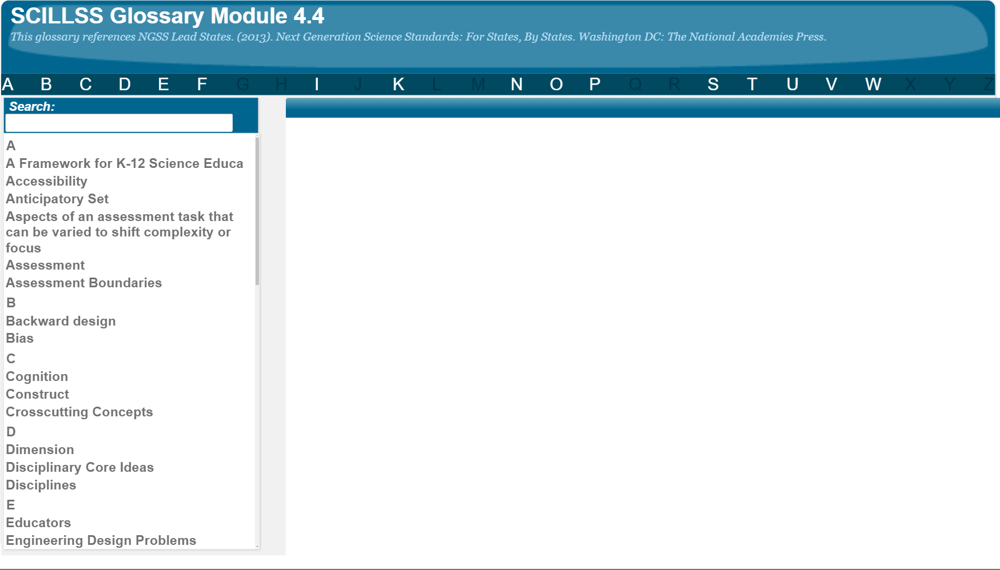 SCILLSS Glossary Module 4.4
This glossary references NGSS Lead States. (2013). Next Generation Science Standards: For States, By States. Washington DC: The National Academies Press.
A B C D E F G H I J K L M N O P Q R S T U V W X Y Z
Search:
A
A Framework for K-12 Science Educa
Accessibility
Anticipatory Set
Aspects of an assessment task that
can be varied to shift complexity or
focus
Assessment
Assessment Boundaries
B
Backward design
Bias
C
Cognition
Construct
Crosscutting Concepts
D
Dimension
Disciplinary Core Ideas
Disciplines
E
Educators
Engineering Design Problems